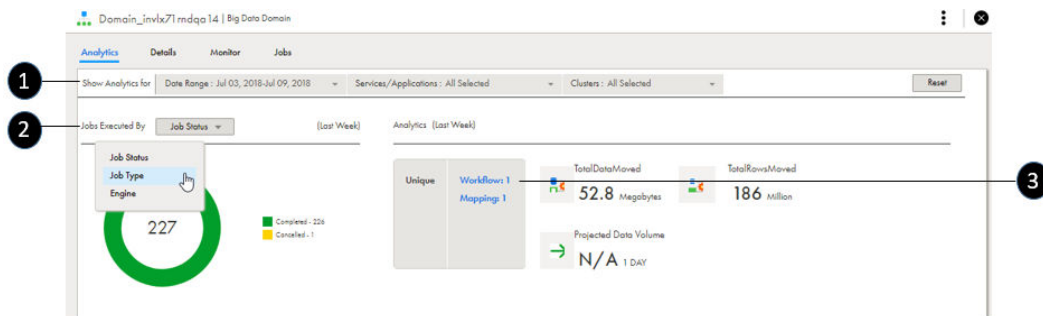 Domain_invlx71rndqa14 | Big Data Domain
Analytics Details Monitor Jobs
1 Show Analytics for Date Range : Jul 03, 2018-Jul 09, 2018 Services/Applications : All Selected Clusters : All Selected Reset
2 Jobs Executed By Job Status (Last Week) Analytics (Last Week)
Job Status
Job Type
Engine
227
Completed - 226
Cancelled - 1
Unique Workflow: 1
Mapping: 1
TotalDataMoved
52.8 Megabytes
TotalRowsMoved
186 Million
3
Projected Data Volume
N/A 1 DAY